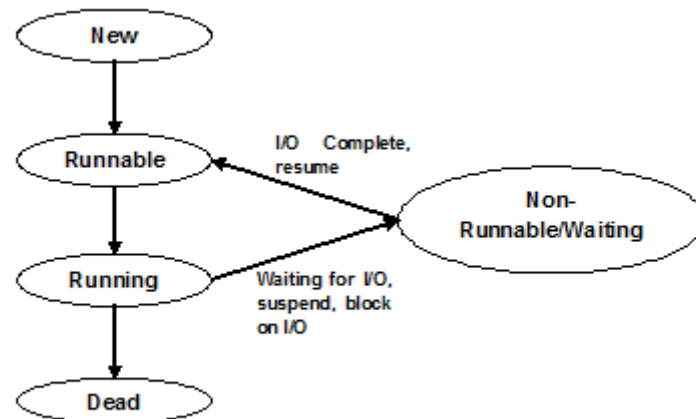 New
I/O Complete,
resume
Runnable
Non-
Runnable/Waiting
Running
Waiting for I/O,
suspend, block
on I/O
Dead